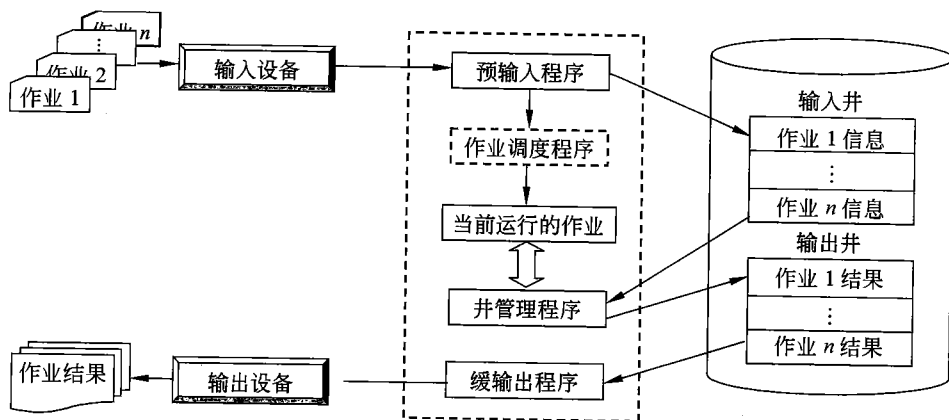 作业 n
⋮
作业 2
作业 1
输入设备
预输入程序
作业调度程序
当前运行的作业
井管理程序
缓输出程序
输入井
作业 1 信息
⋮
作业 n 信息
输出井
作业 1 结果
⋮
作业 n 结果
作业结果
输出设备